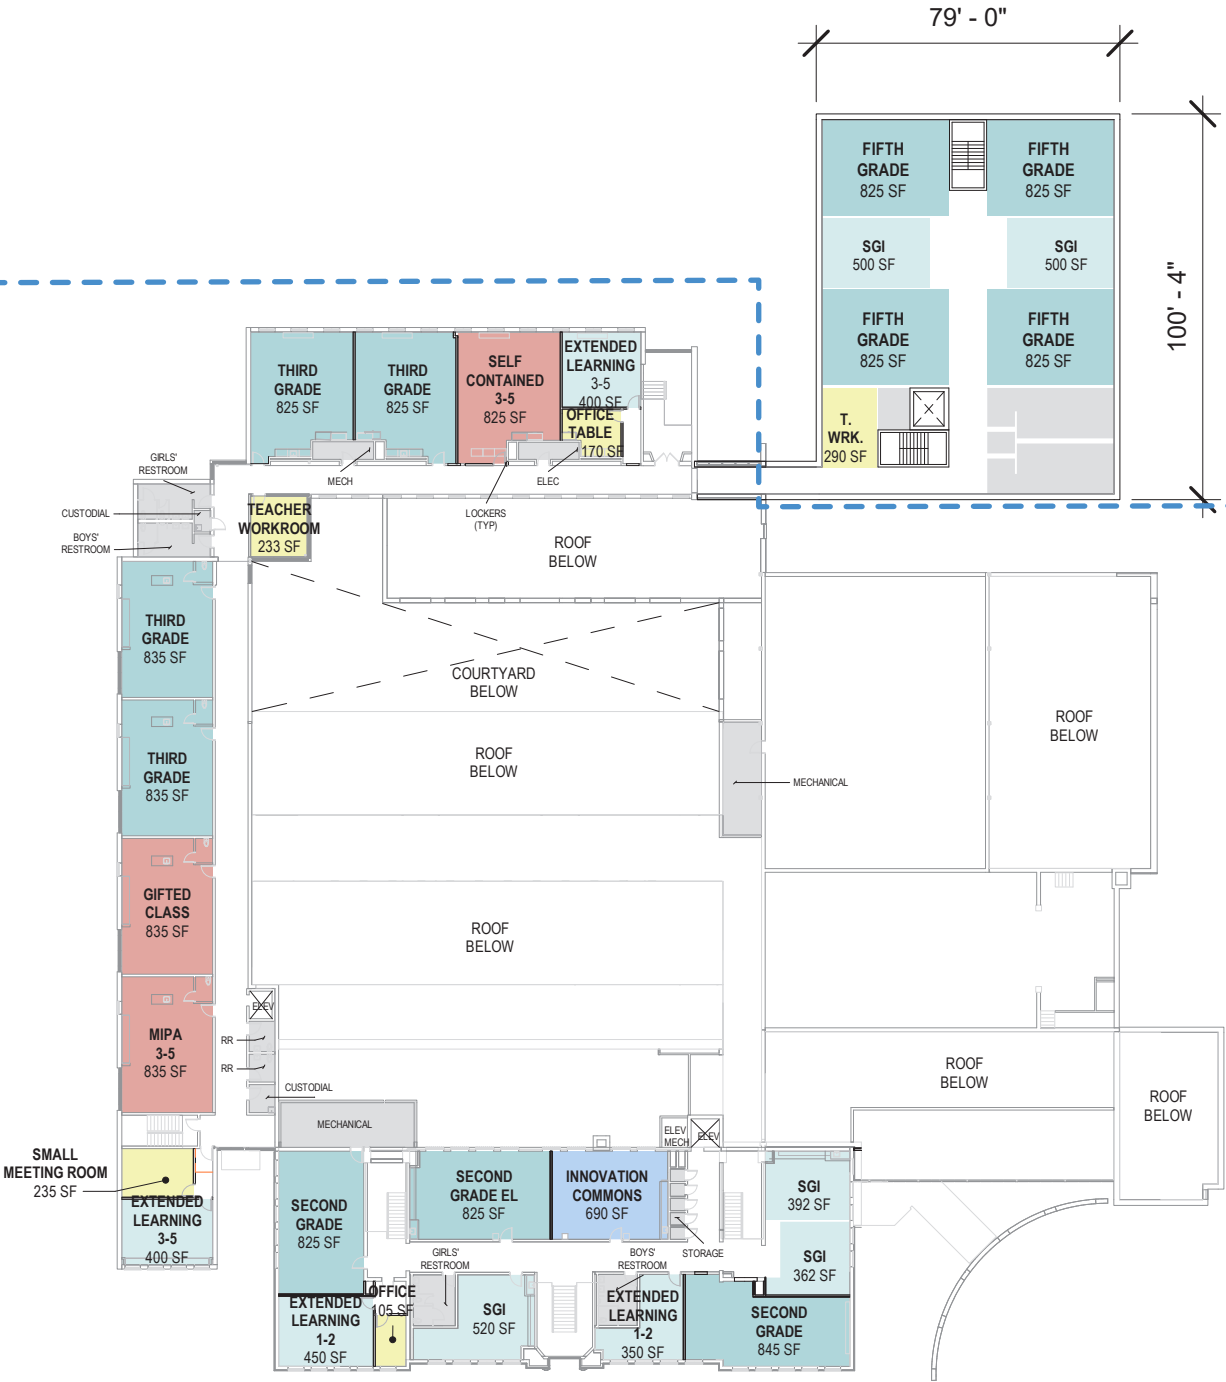 79' - 0"
100' - 4"
FIFTH
GRADE
825 SF
FIFTH
GRADE
825 SF
SGI
500 SF
SGI
500 SF
FIFTH
GRADE
825 SF
FIFTH
GRADE
825 SF
T.
WRK.
290 SF
THIRD
GRADE
825 SF
THIRD
GRADE
825 SF
SELF
CONTAINED
3-5
825 SF
EXTENDED
LEARNING
3-5
400 SF
OFFICE
TABLE
170 SF
GIRLS'
RESTROOM
MECH
ELEC
LOCKERS
(TYP)
CUSTODIAL
BOYS'
RESTROOM
TEACHER
WORKROOM
233 SF
ROOF
BELOW
THIRD
GRADE
835 SF
COURTYARD
BELOW
THIRD
GRADE
835 SF
ROOF
BELOW
MECHANICAL
ROOF
BELOW
GIFTED
CLASS
835 SF
ROOF
BELOW
MIPA
3-5
835 SF
ELEV
RR
RR
CUSTODIAL
MECHANICAL
ELEV
MECH
ELEV
ROOF
BELOW
ROOF
BELOW
SMALL
MEETING ROOM
235 SF
EXTENDED
LEARNING
3-5
400 SF
SECOND
GRADE
825 SF
SECOND
GRADE EL
825 SF
INNOVATION
COMMONS
690 SF
SGI
392 SF
STORAGE
SGI
362 SF
GIRLS'
RESTROOM
BOYS'
RESTROOM
EXTENDED
LEARNING
1-2
450 SF
OFFICE
105 SF
SGI
520 SF
EXTENDED
LEARNING
1-2
350 SF
SECOND
GRADE
845 SF